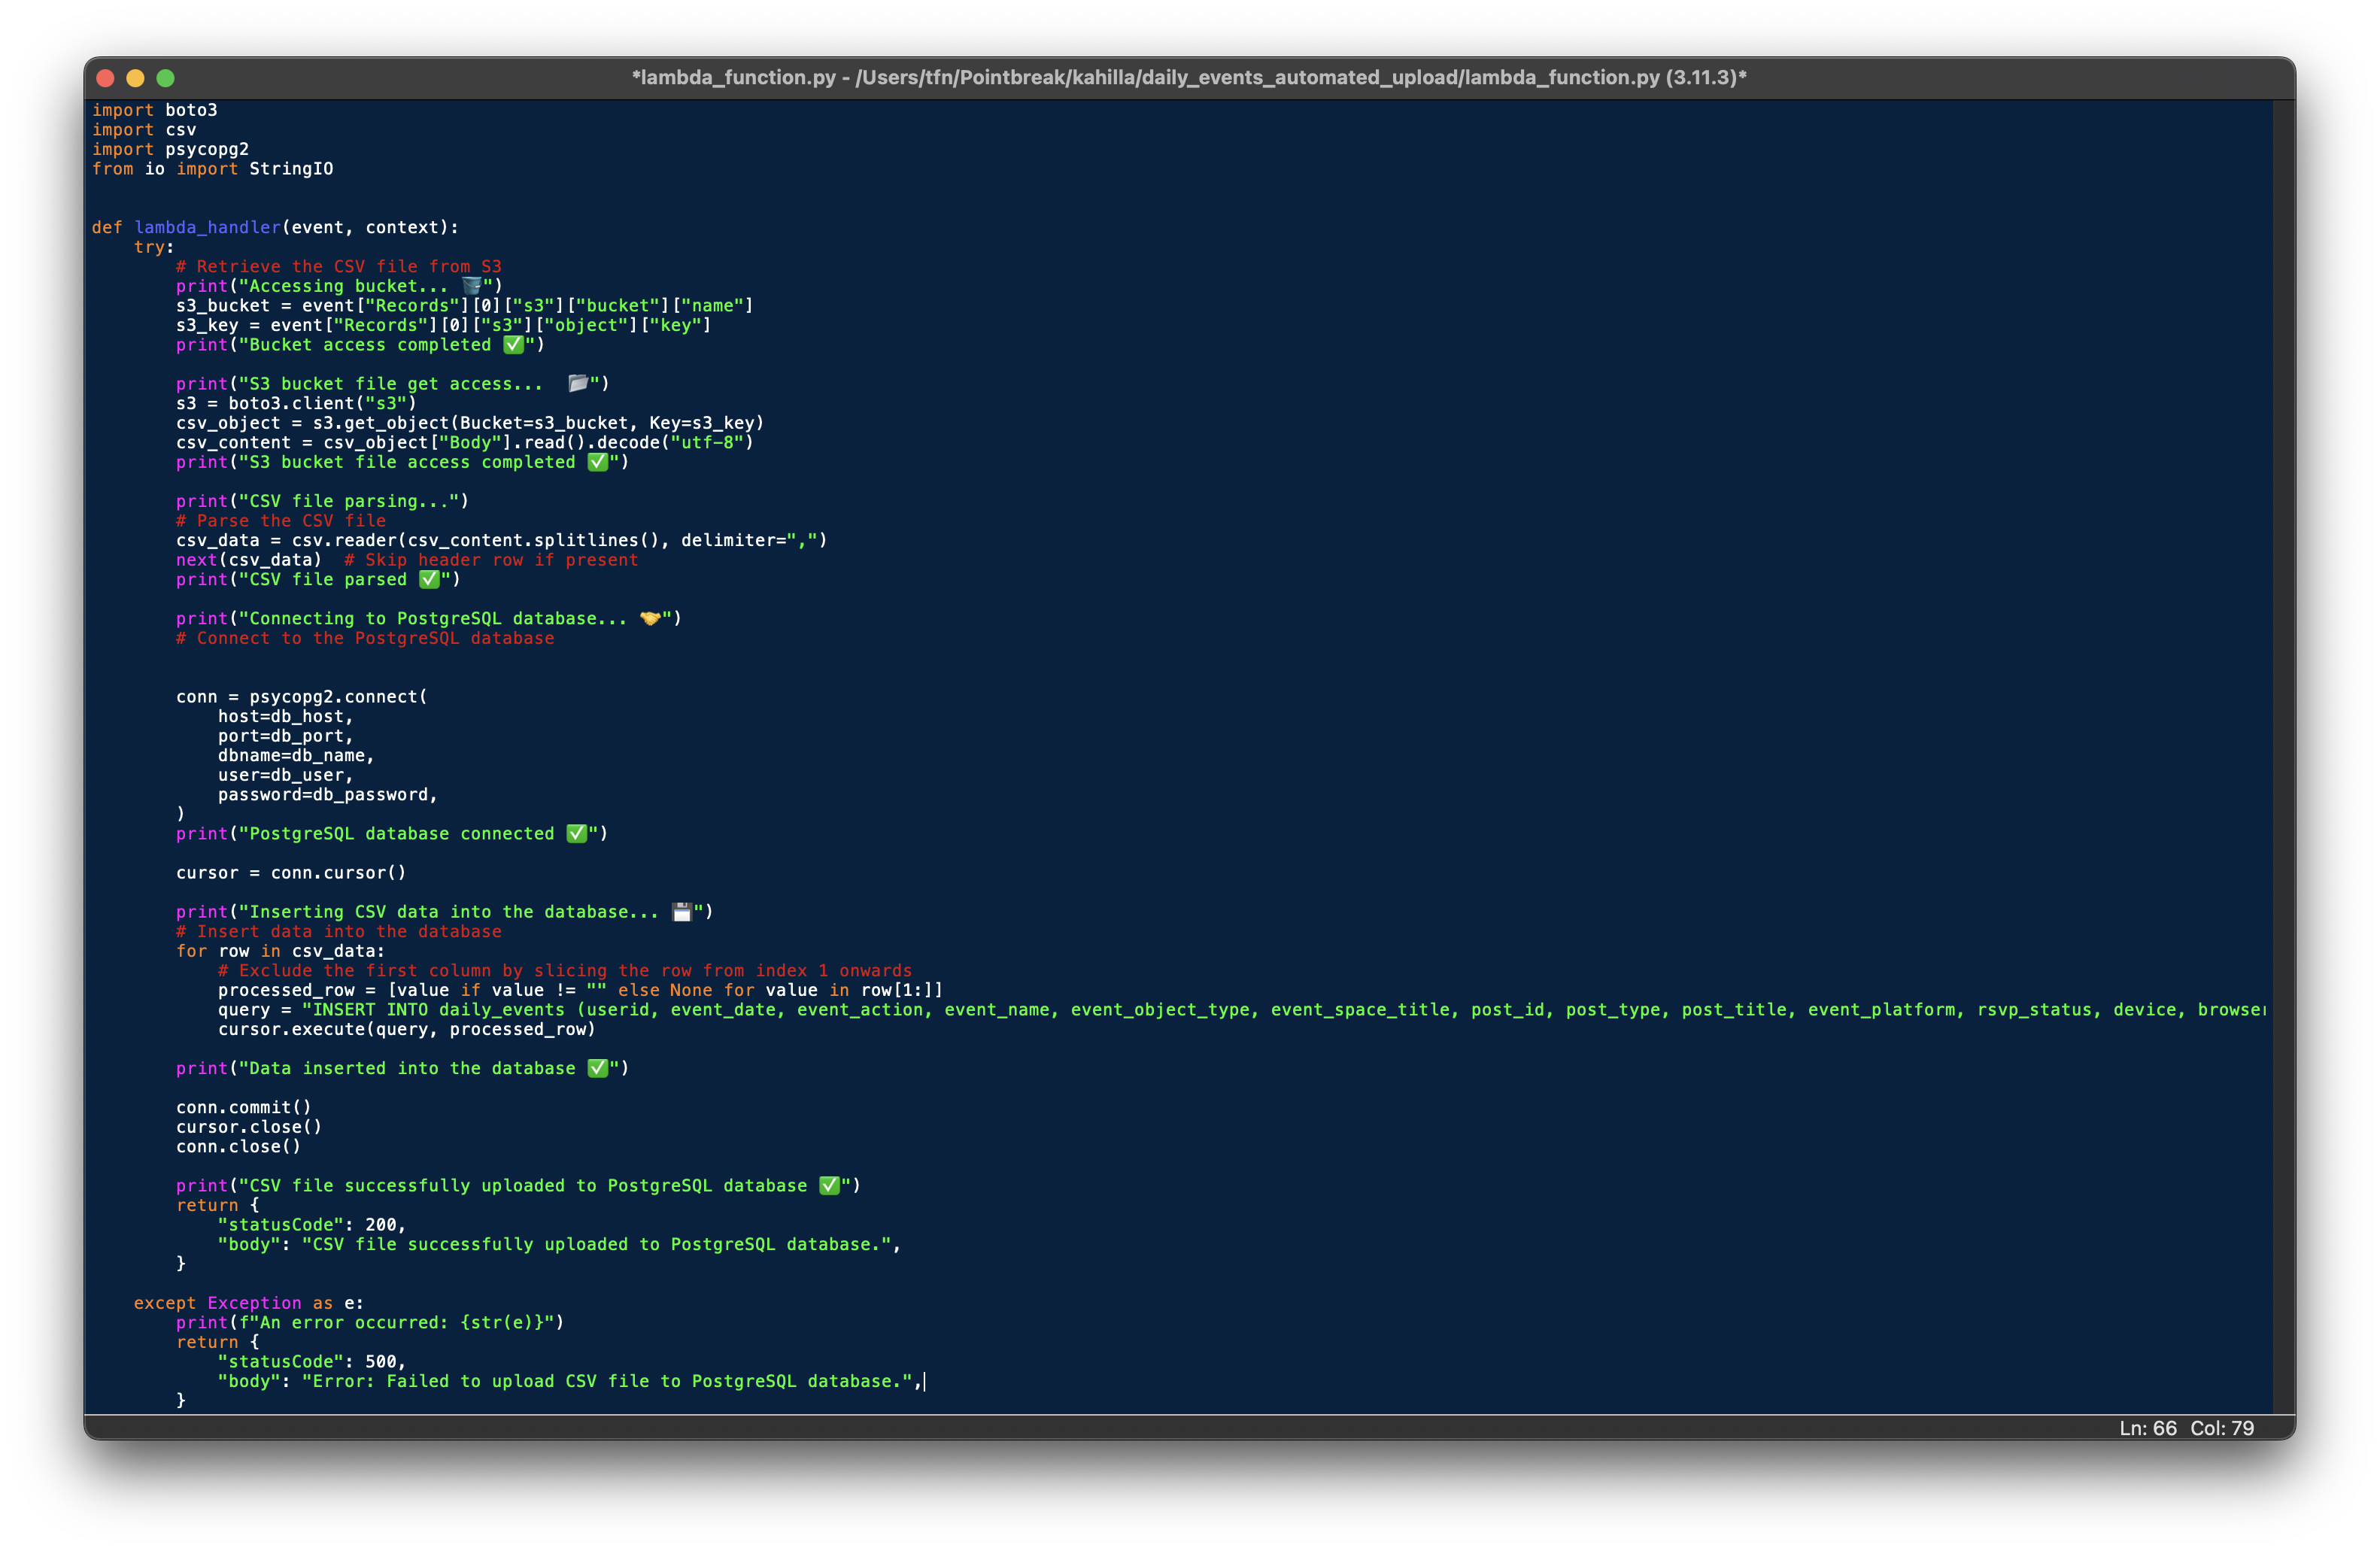 *lambda_function.py - /Users/tfn/Pointbreak/kahilla/daily_events_automated_upload/lambda_function.py (3.11.3)*
import boto3
import csv
import psycopg2
from io import StringIO
def lambda_handler(event, context):
    try:
        # Retrieve the CSV file from S3
        print("Accessing bucket... 🪣")
        s3_bucket = event["Records"][0]["s3"]["bucket"]["name"]
        s3_key = event["Records"][0]["s3"]["object"]["key"]
        print("Bucket access completed ✅")
        print("S3 bucket file get access...  📂")
        s3 = boto3.client("s3")
        csv_object = s3.get_object(Bucket=s3_bucket, Key=s3_key)
        csv_content = csv_object["Body"].read().decode("utf-8")
        print("S3 bucket file access completed ✅")
        print("CSV file parsing...")
        # Parse the CSV file
        csv_data = csv.reader(csv_content.splitlines(), delimiter=",")
        next(csv_data)  # Skip header row if present
        print("CSV file parsed ✅")
        print("Connecting to PostgreSQL database... 🤝")
        # Connect to the PostgreSQL database
        conn = psycopg2.connect(
            host=db_host,
            port=db_port,
            dbname=db_name,
            user=db_user,
            password=db_password,
        )
        print("PostgreSQL database connected ✅")
        cursor = conn.cursor()
        print("Inserting CSV data into the database... 💾")
        # Insert data into the database
        for row in csv_data:
            # Exclude the first column by slicing the row from index 1 onwards
            processed_row = [value if value != "" else None for value in row[1:]]
            query = "INSERT INTO daily_events (userid, event_date, event_action, event_name, event_object_type, event_space_title, post_id, post_type, post_title, event_platform, rsvp_status, device, browser
            cursor.execute(query, processed_row)
        print("Data inserted into the database ✅")
        conn.commit()
        cursor.close()
        conn.close()
        print("CSV file successfully uploaded to PostgreSQL database ✅")
        return {
            "statusCode": 200,
            "body": "CSV file successfully uploaded to PostgreSQL database.",
        }
    except Exception as e:
        print(f"An error occurred: {str(e)}")
        return {
            "statusCode": 500,
            "body": "Error: Failed to upload CSV file to PostgreSQL database.",
        }
Ln: 66 Col: 79